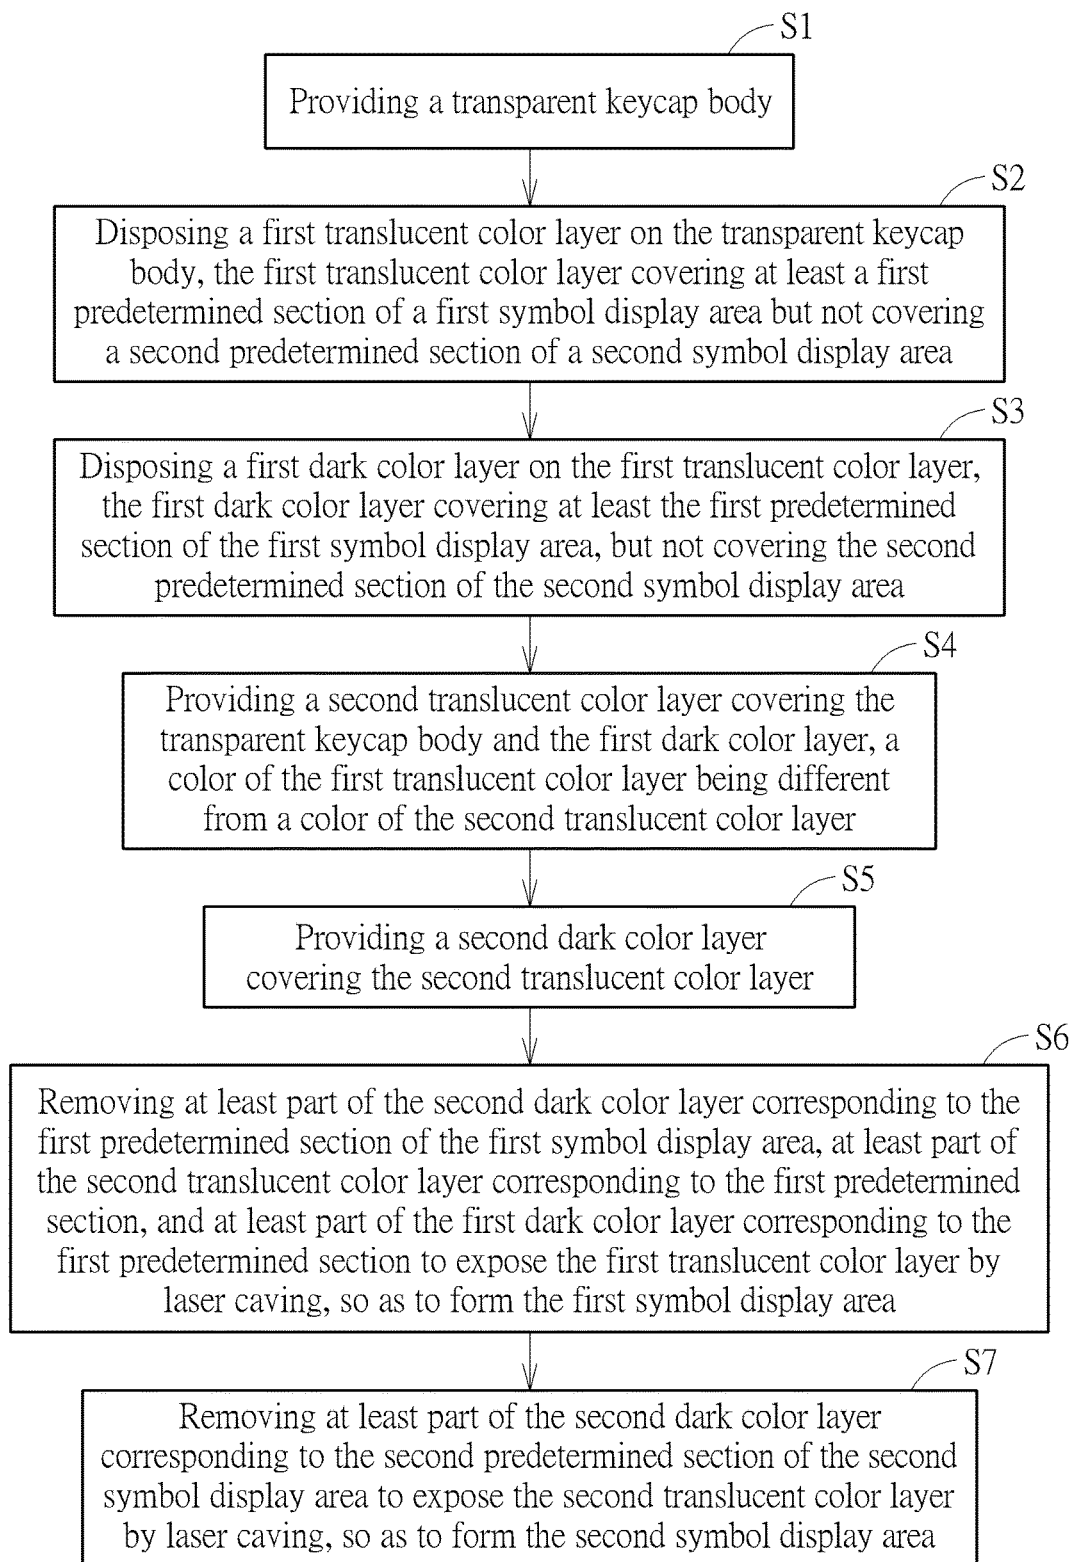 S1
Providing a transparent keycap body
S2
Disposing a first translucent color layer on the transparent keycap
body, the first translucent color layer covering at least a first
predetermined section of a first symbol display area but not covering
a second predetermined section of a second symbol display area
S3
Disposing a first dark color layer on the first translucent color layer,
the first dark color layer covering at least the first predetermined
section of the first symbol display area, but not covering the second
predetermined section of the second symbol display area
S4
Providing a second translucent color layer covering the
transparent keycap body and the first dark color layer, a
color of the first translucent color layer being different
from a color of the second translucent color layer
S5
Providing a second dark color layer
covering the second translucent color layer
S6
Removing at least part of the second dark color layer corresponding to the
first predetermined section of the first symbol display area, at least part of
the second translucent color layer corresponding to the first predetermined
section, and at least part of the first dark color layer corresponding to the
first predetermined section to expose the first translucent color layer by
laser caving, so as to form the first symbol display area
S7
Removing at least part of the second dark color layer
corresponding to the second predetermined section of the second
symbol display area to expose the second translucent color layer
by laser caving, so as to form the second symbol display area